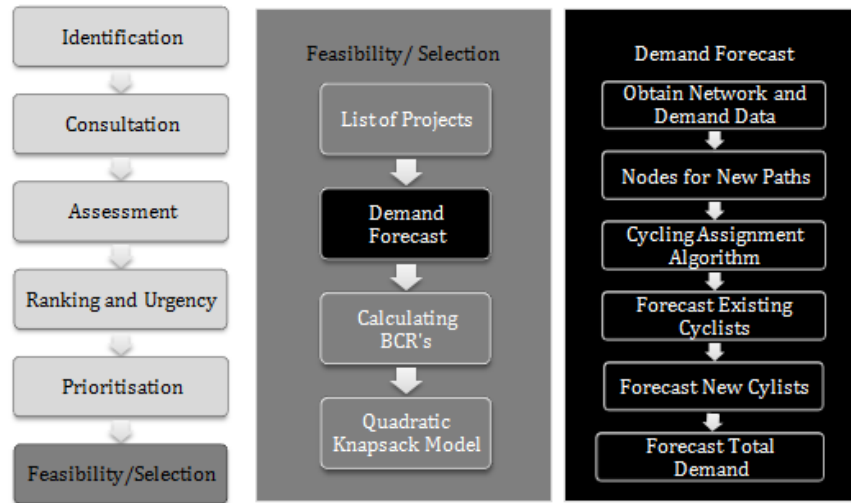 Identification
Consultation
Assessment
Ranking and Urgency
Prioritisation
Feasibility/Selection
Feasibility/ Selection
List of Projects
Demand
Forecast
Calculating
BCR's
Quadratic
Knapsack Model
Demand Forecast
Obtain Network and
Demand Data
Nodes for New Paths
Cycling Assignment
Algorithm
Forecast Existing
Cyclists
Forecast New Cylists
Forecast Total
Demand